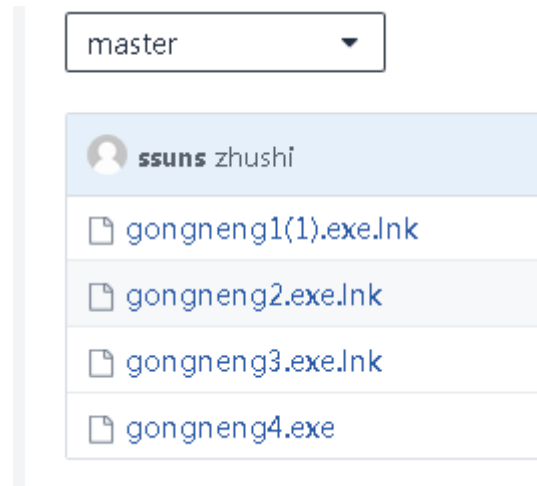 master
ssuns zhushi
gongneng1(1).exe.lnk
gongneng2.exe.lnk
gongneng3.exe.lnk
gongneng4.exe